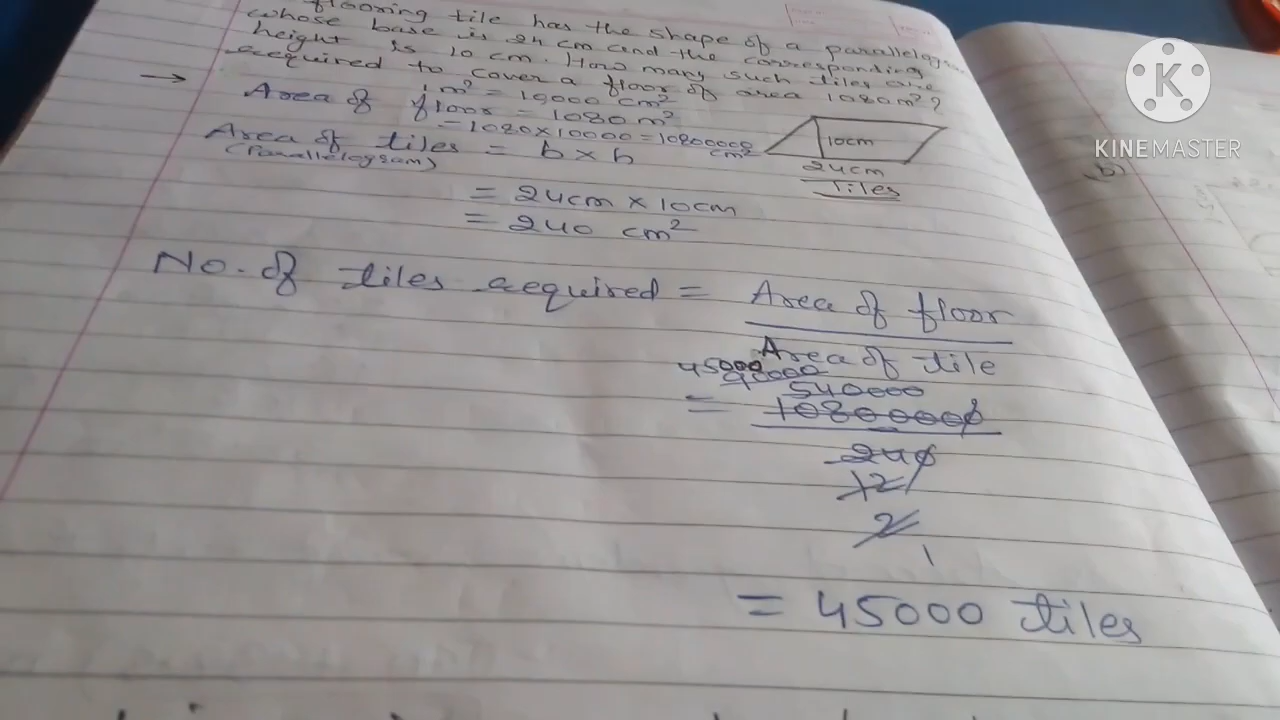 flooring tile has the shape of a parallelogram
whose base is 24 cm and the corresponding
height is 10 cm. How many such tiles are
required to cover a floor of area 1080 m²?
→ 1m² = 10000 cm²
Area of floor = 1080 m²
= 1080 × 10000 = 10800000 cm²
Area of tiles = b × h
(Parallelogram)
10cm
24cm
Tiles
= 24cm × 10cm
= 240 cm²
No. of tiles required = Area of floor
Area of tile
45000
90000
540000
= 10800000
240
12
2
1
= 45000 tiles
b)
K
KINEMASTER